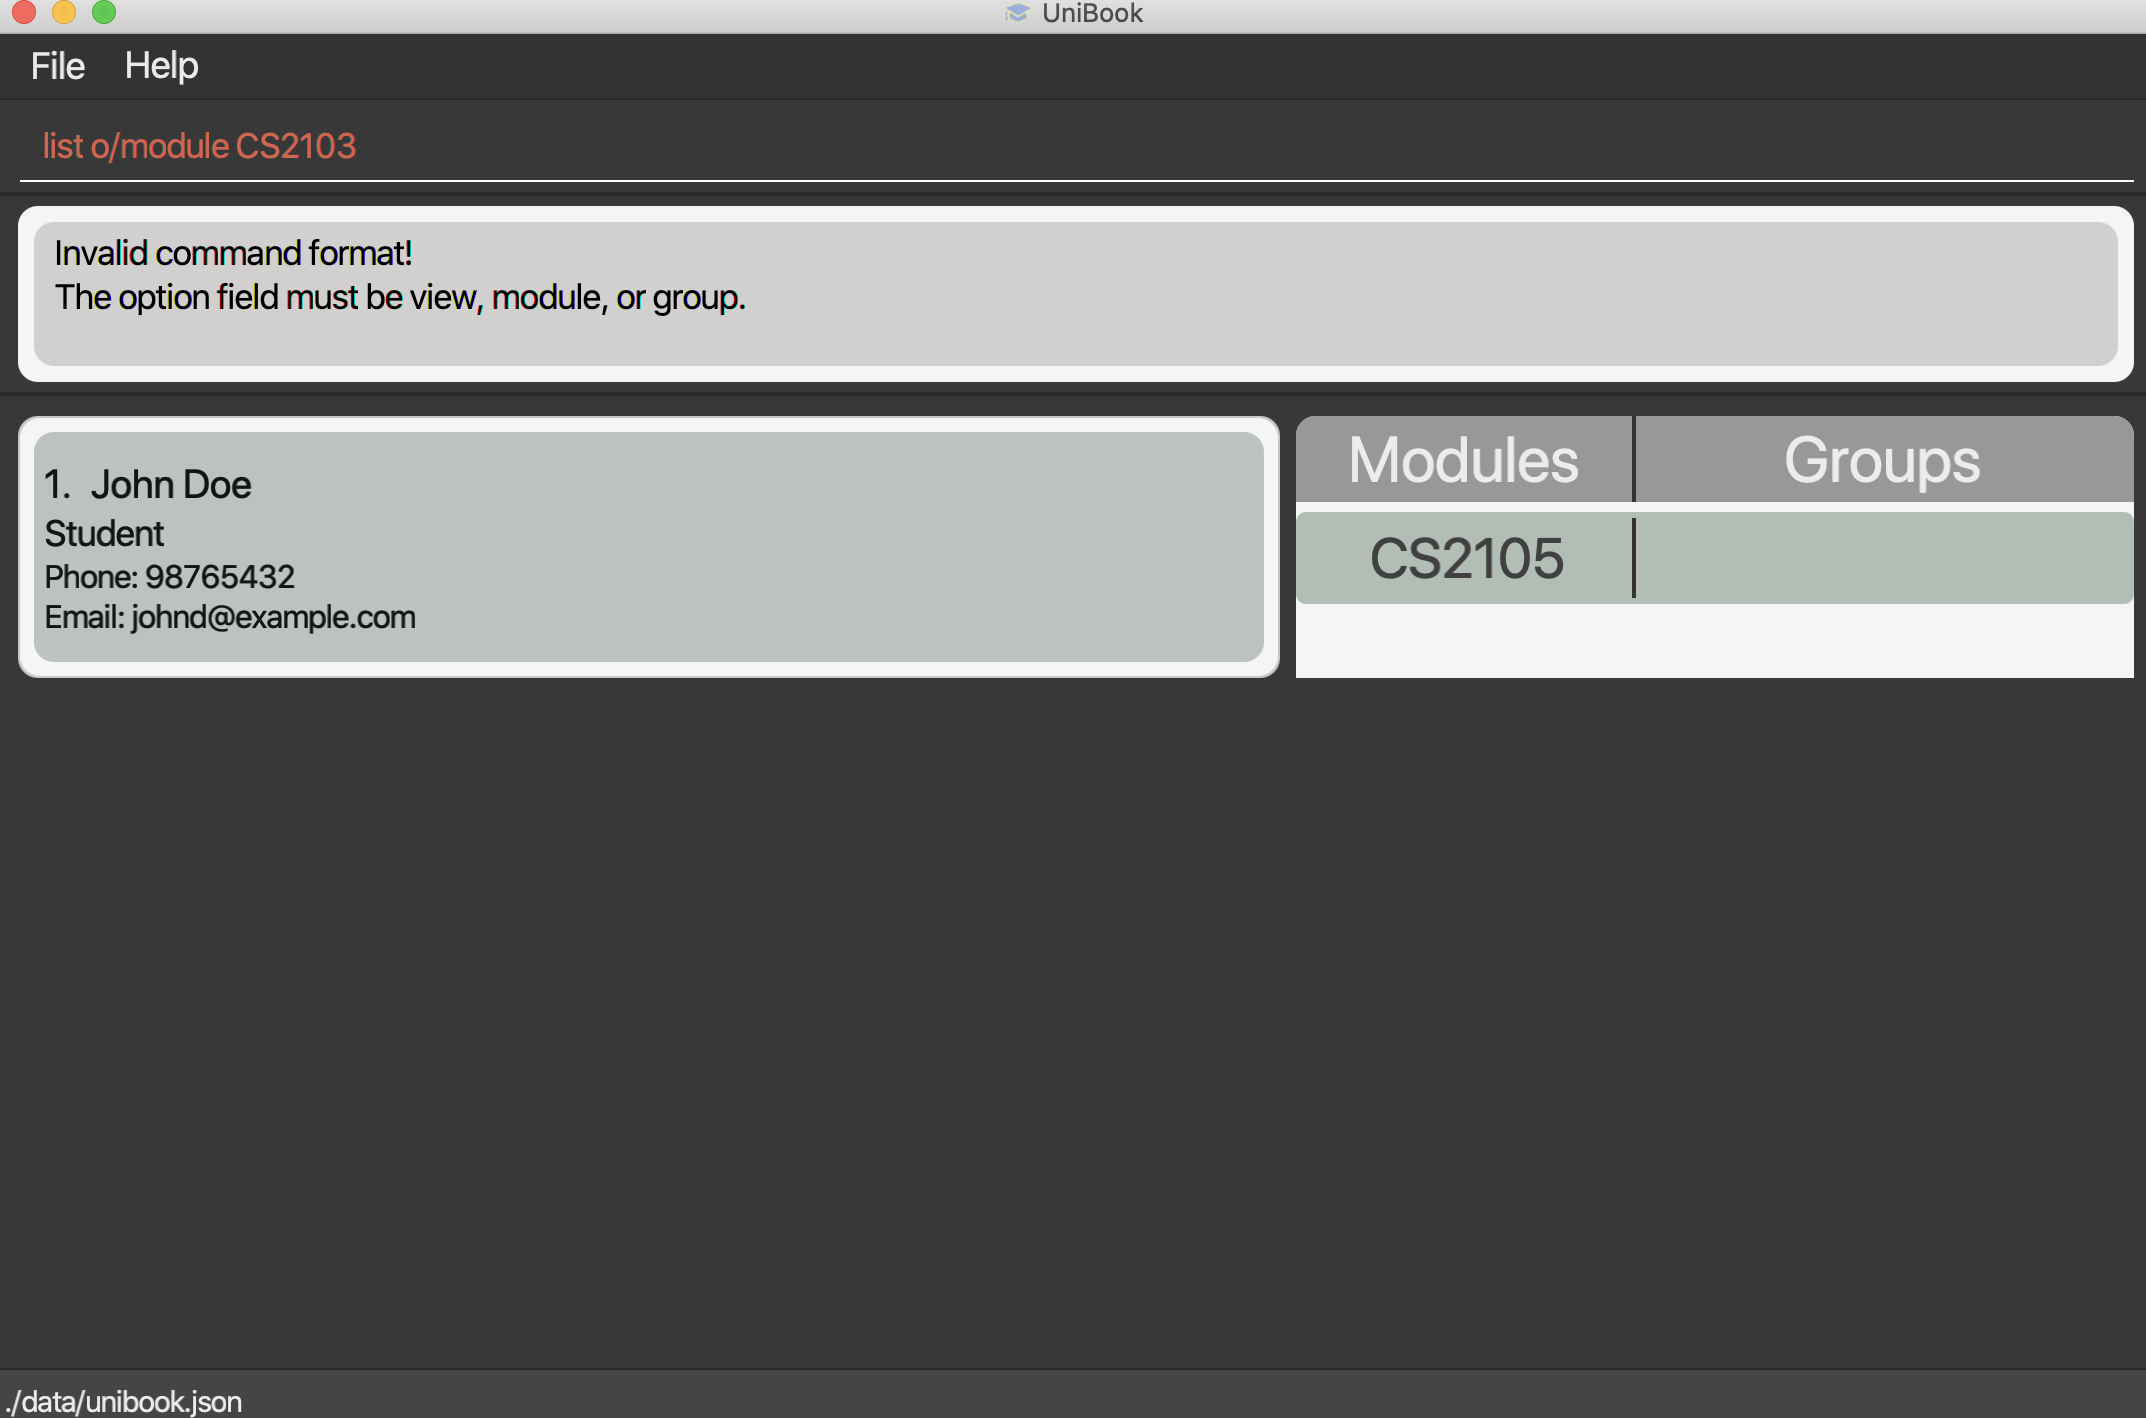 UniBook
File Help
list o/module CS2103
Invalid command format!
The option field must be view, module, or group.
1. John Doe
Student
Phone: 98765432
Email: johnd@example.com
Modules Groups
CS2105
./data/unibook.json